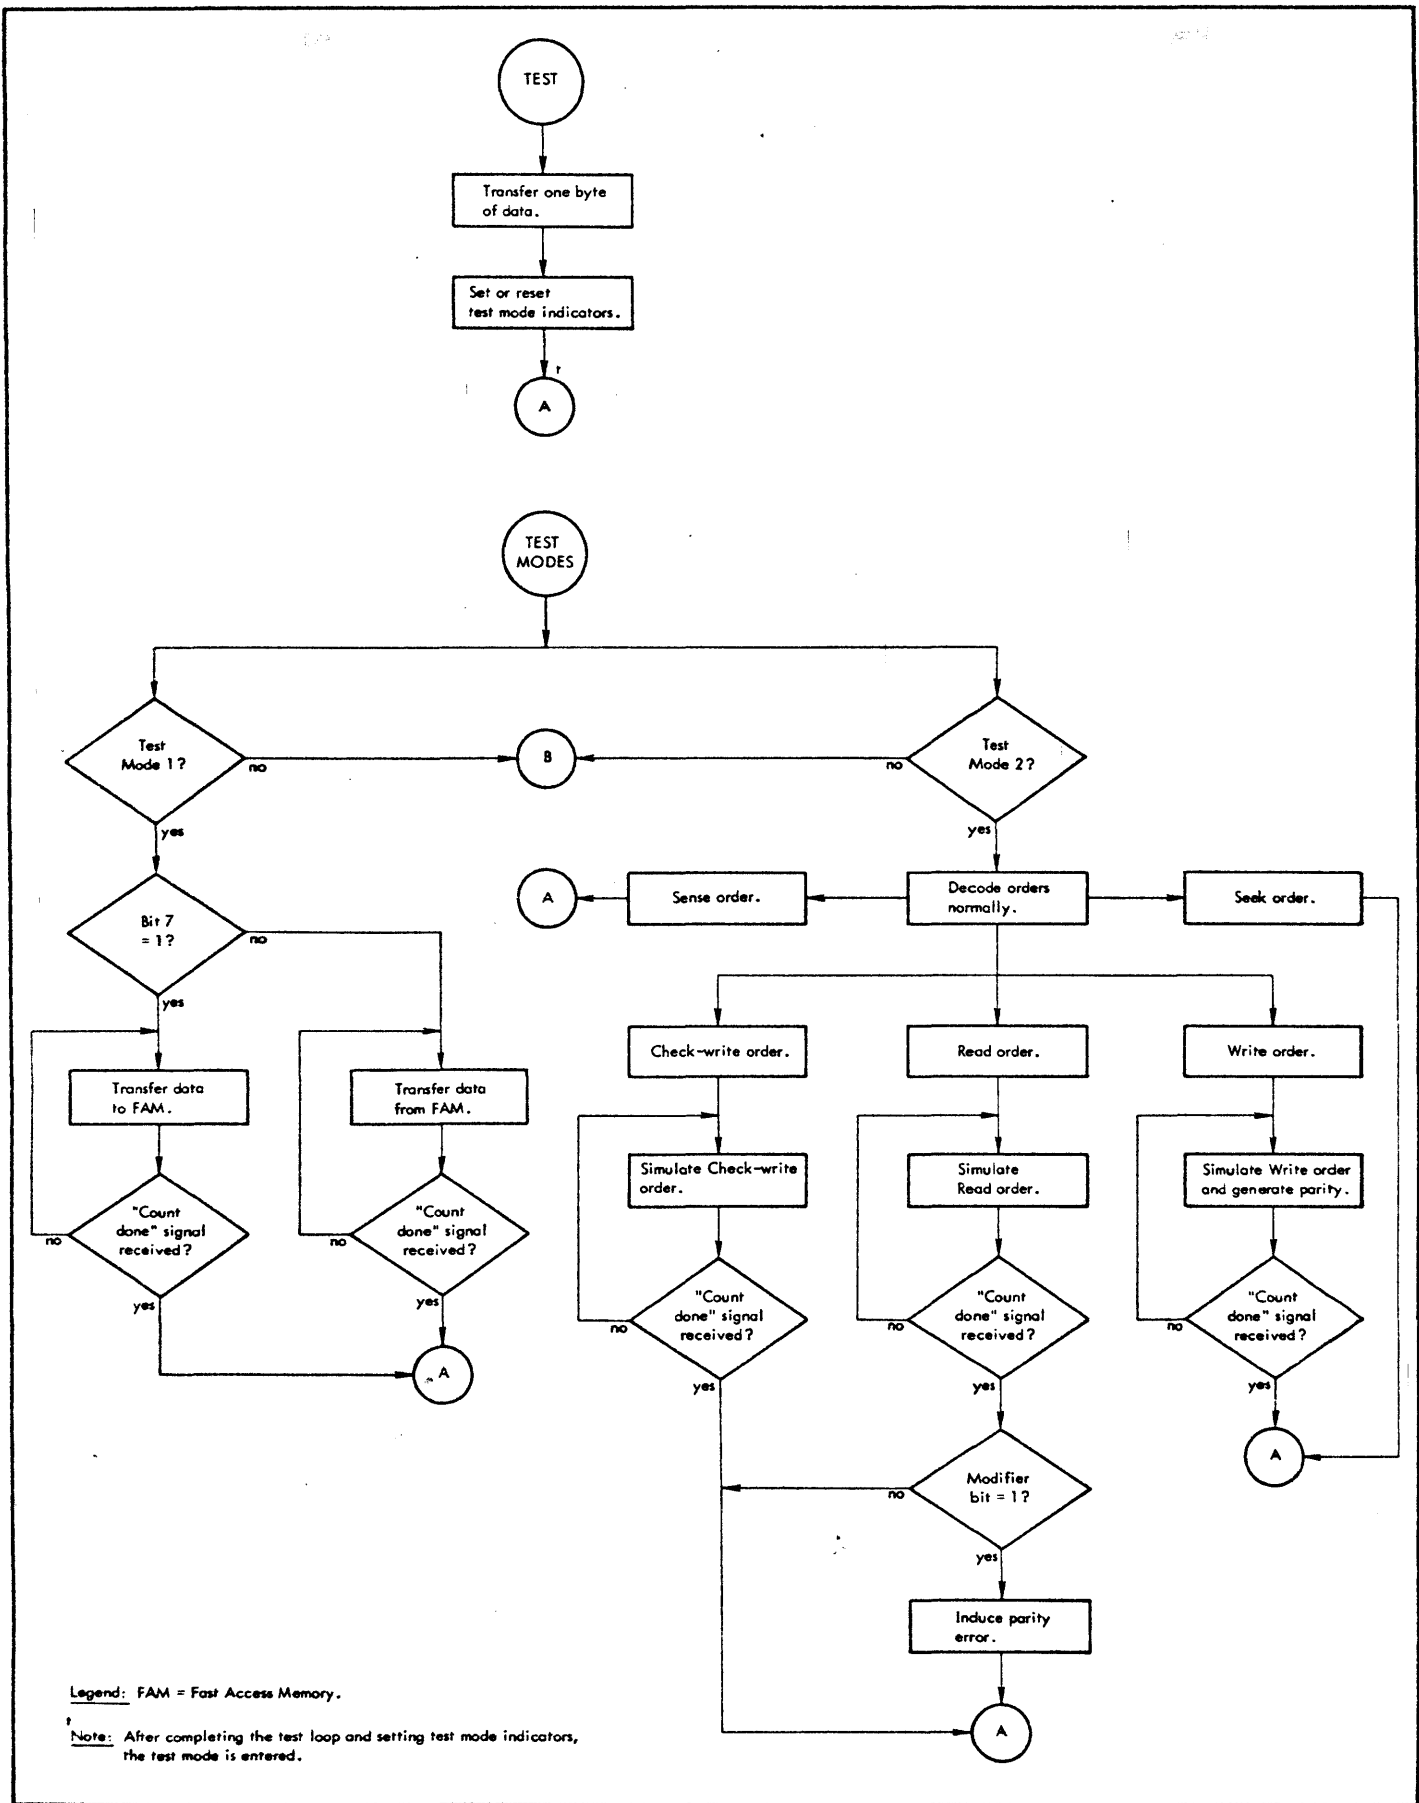 TEST
Transfer one byte
of data.
Set or reset
test mode indicators.
†
A
TEST
MODES
Test
Mode 1?
no
B
no
Test
Mode 2?
yes
yes
A
Sense order.
Decode orders
normally.
Seek order.
Bit 7
= 1?
no
yes
Check-write order.
Read order.
Write order.
Transfer data
to FAM.
Transfer data
from FAM.
Simulate Check-write
order.
Simulate
Read order.
Simulate Write order
and generate parity.
"Count
done" signal
received?
no
yes
"Count
done" signal
received?
no
yes
"Count
done" signal
received?
no
yes
"Count
done" signal
received?
no
yes
"Count
done" signal
received?
no
yes
A
A
Modifier
bit = 1?
no
yes
Induce parity
error.
A
Legend: FAM = Fast Access Memory.
†
Note: After completing the test loop and setting test mode indicators,
the test mode is entered.